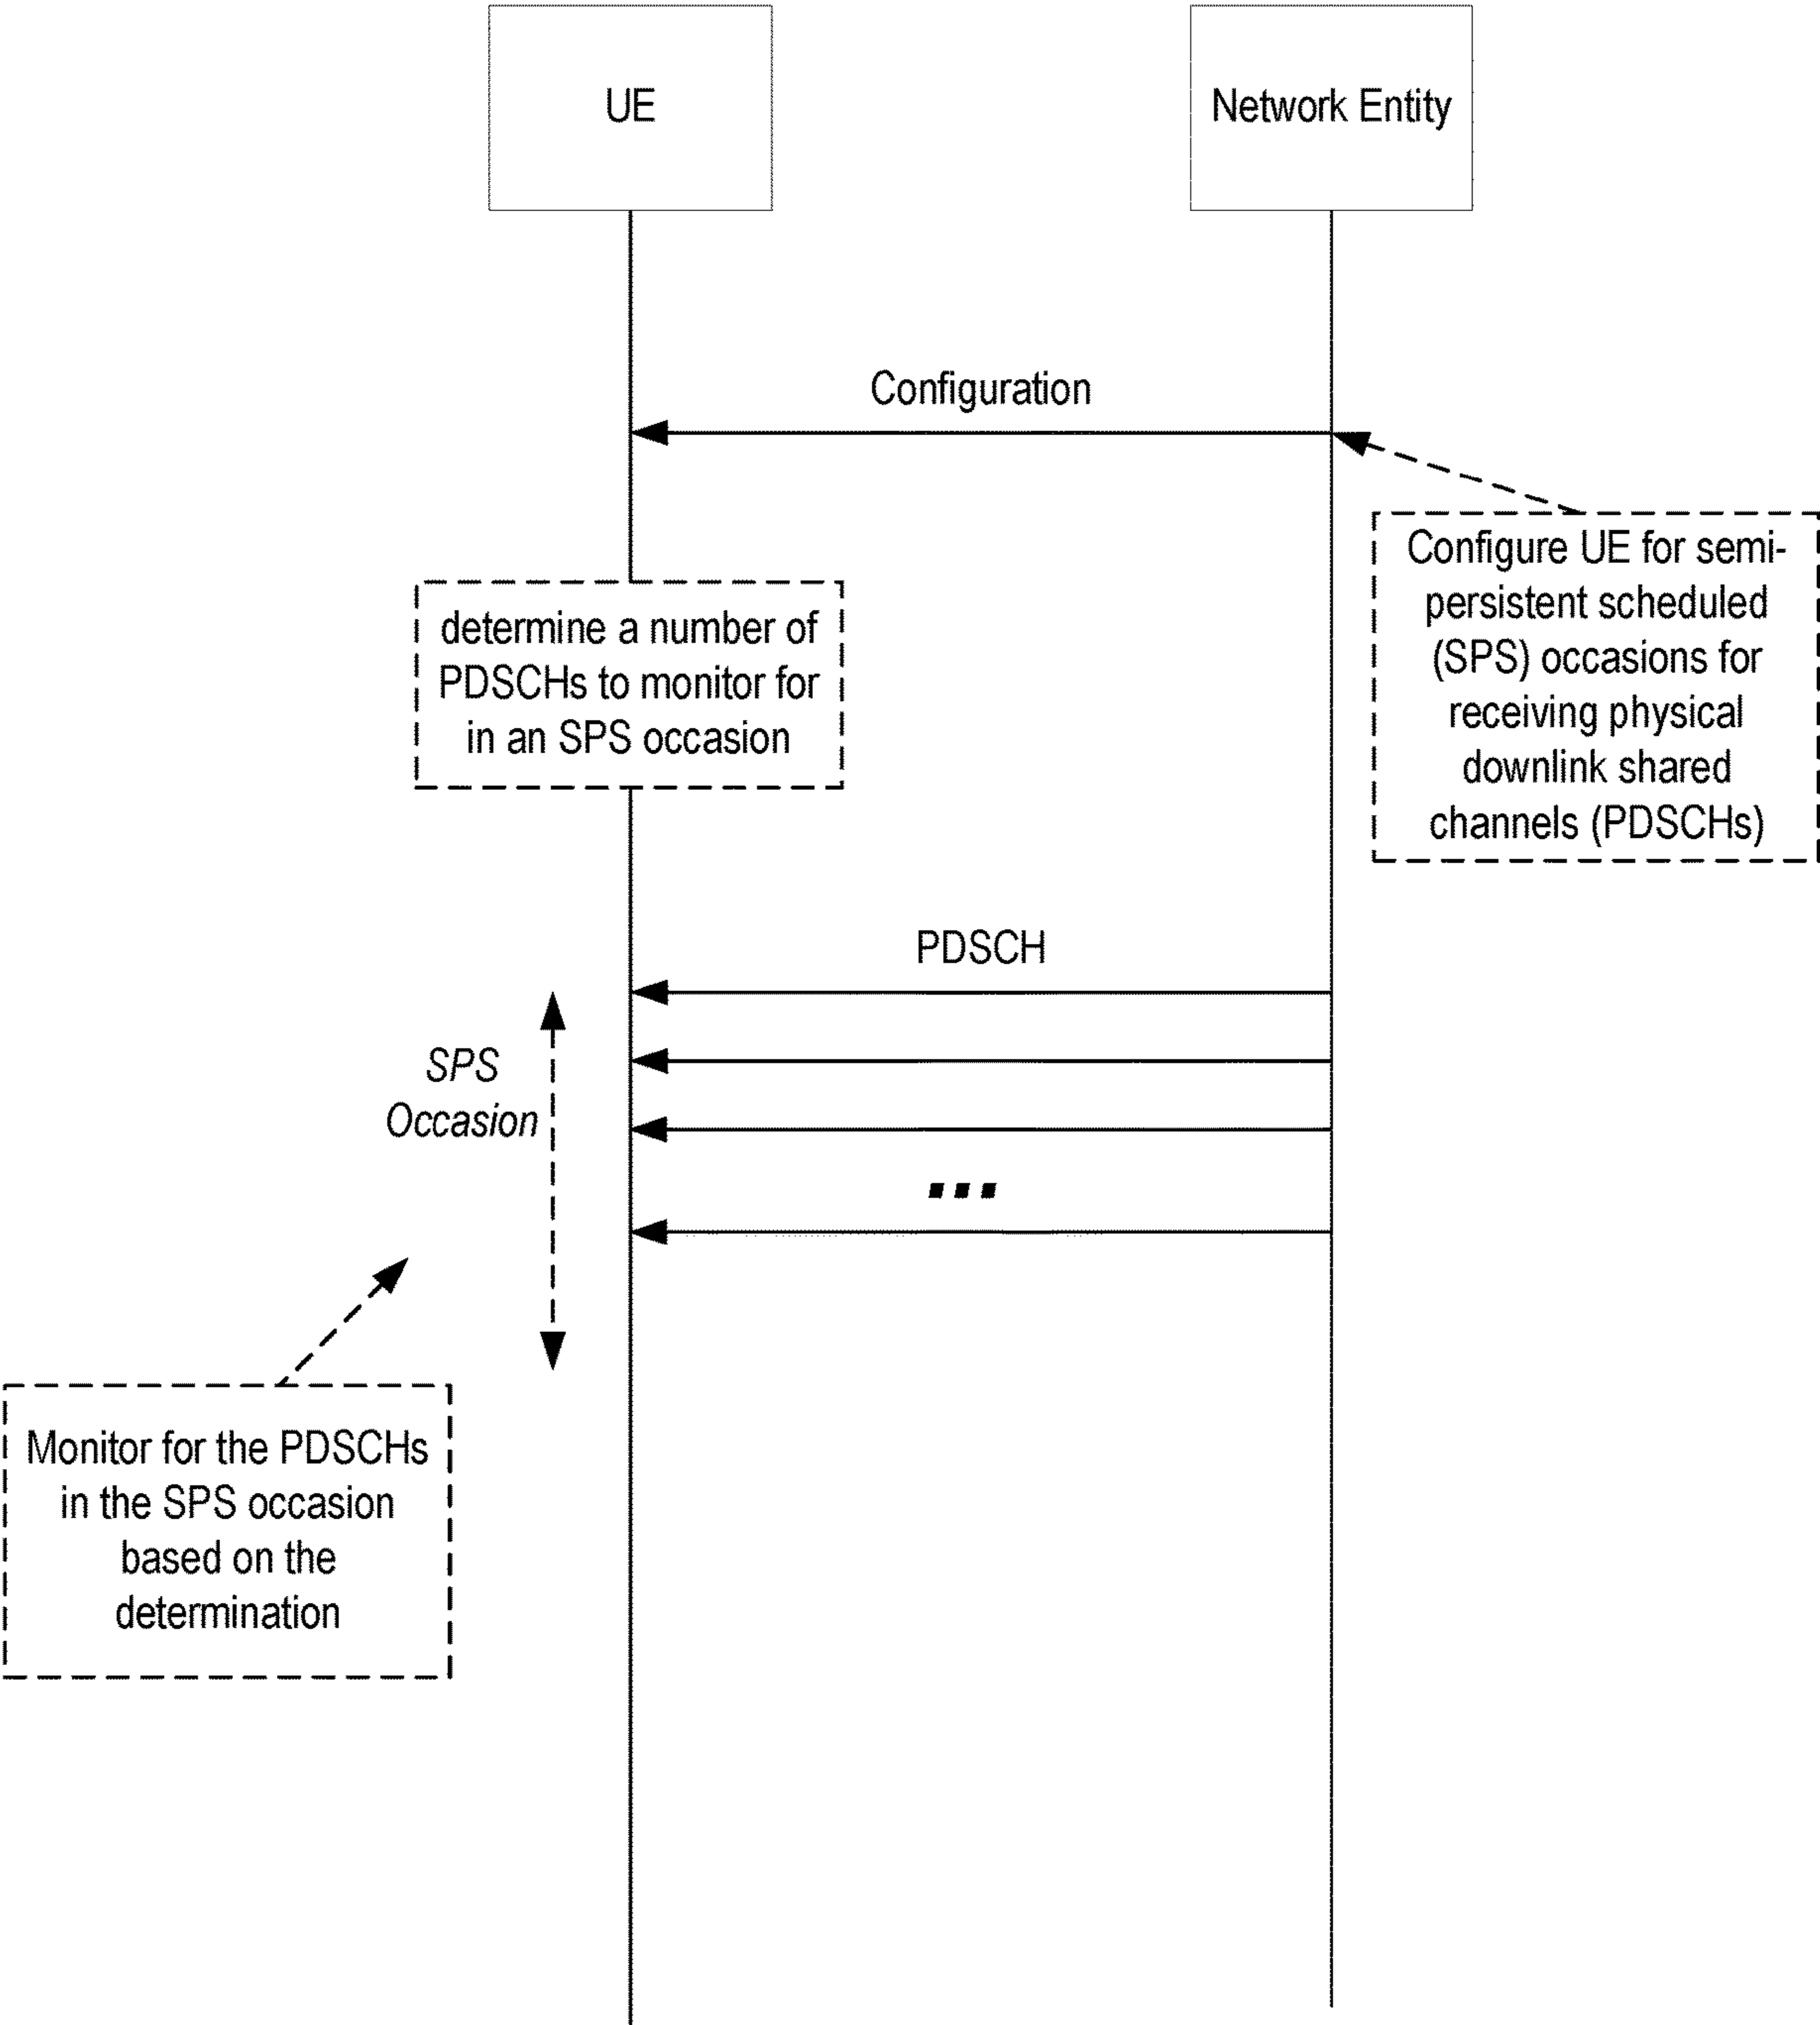 UE
Network Entity
Configuration
Configure UE for semi-
persistent scheduled
(SPS) occasions for
receiving physical
downlink shared
channels (PDSCHs)
determine a number of
PDSCHs to monitor for
in an SPS occasion
PDSCH
SPS
Occasion
...
Monitor for the PDSCHs
in the SPS occasion
based on the
determination